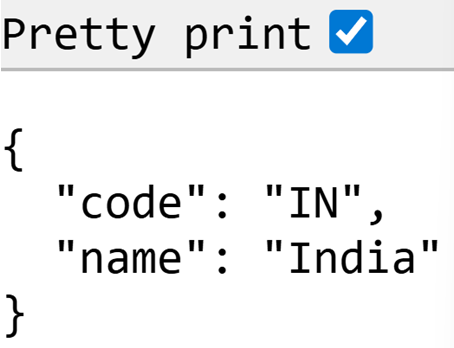 Pretty print
{
  "code": "IN",
  "name": "India"
}